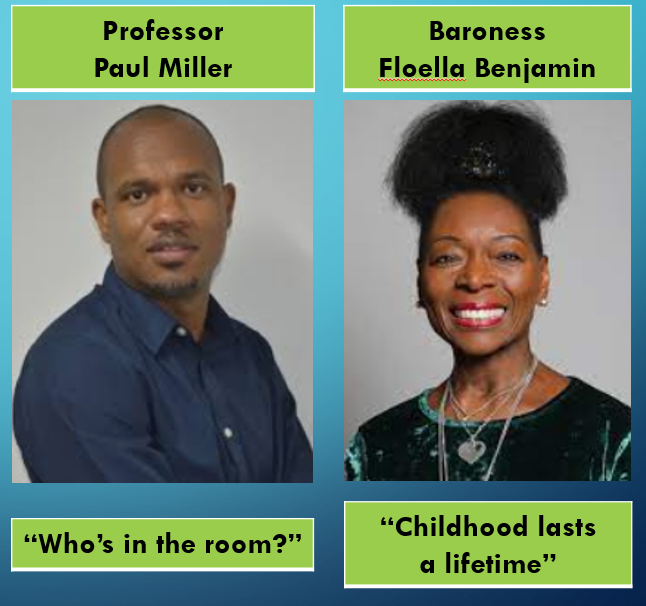 Professor
Paul Miller
Baroness
Floella Benjamin
“Who’s in the room?”
“Childhood lasts
a lifetime”